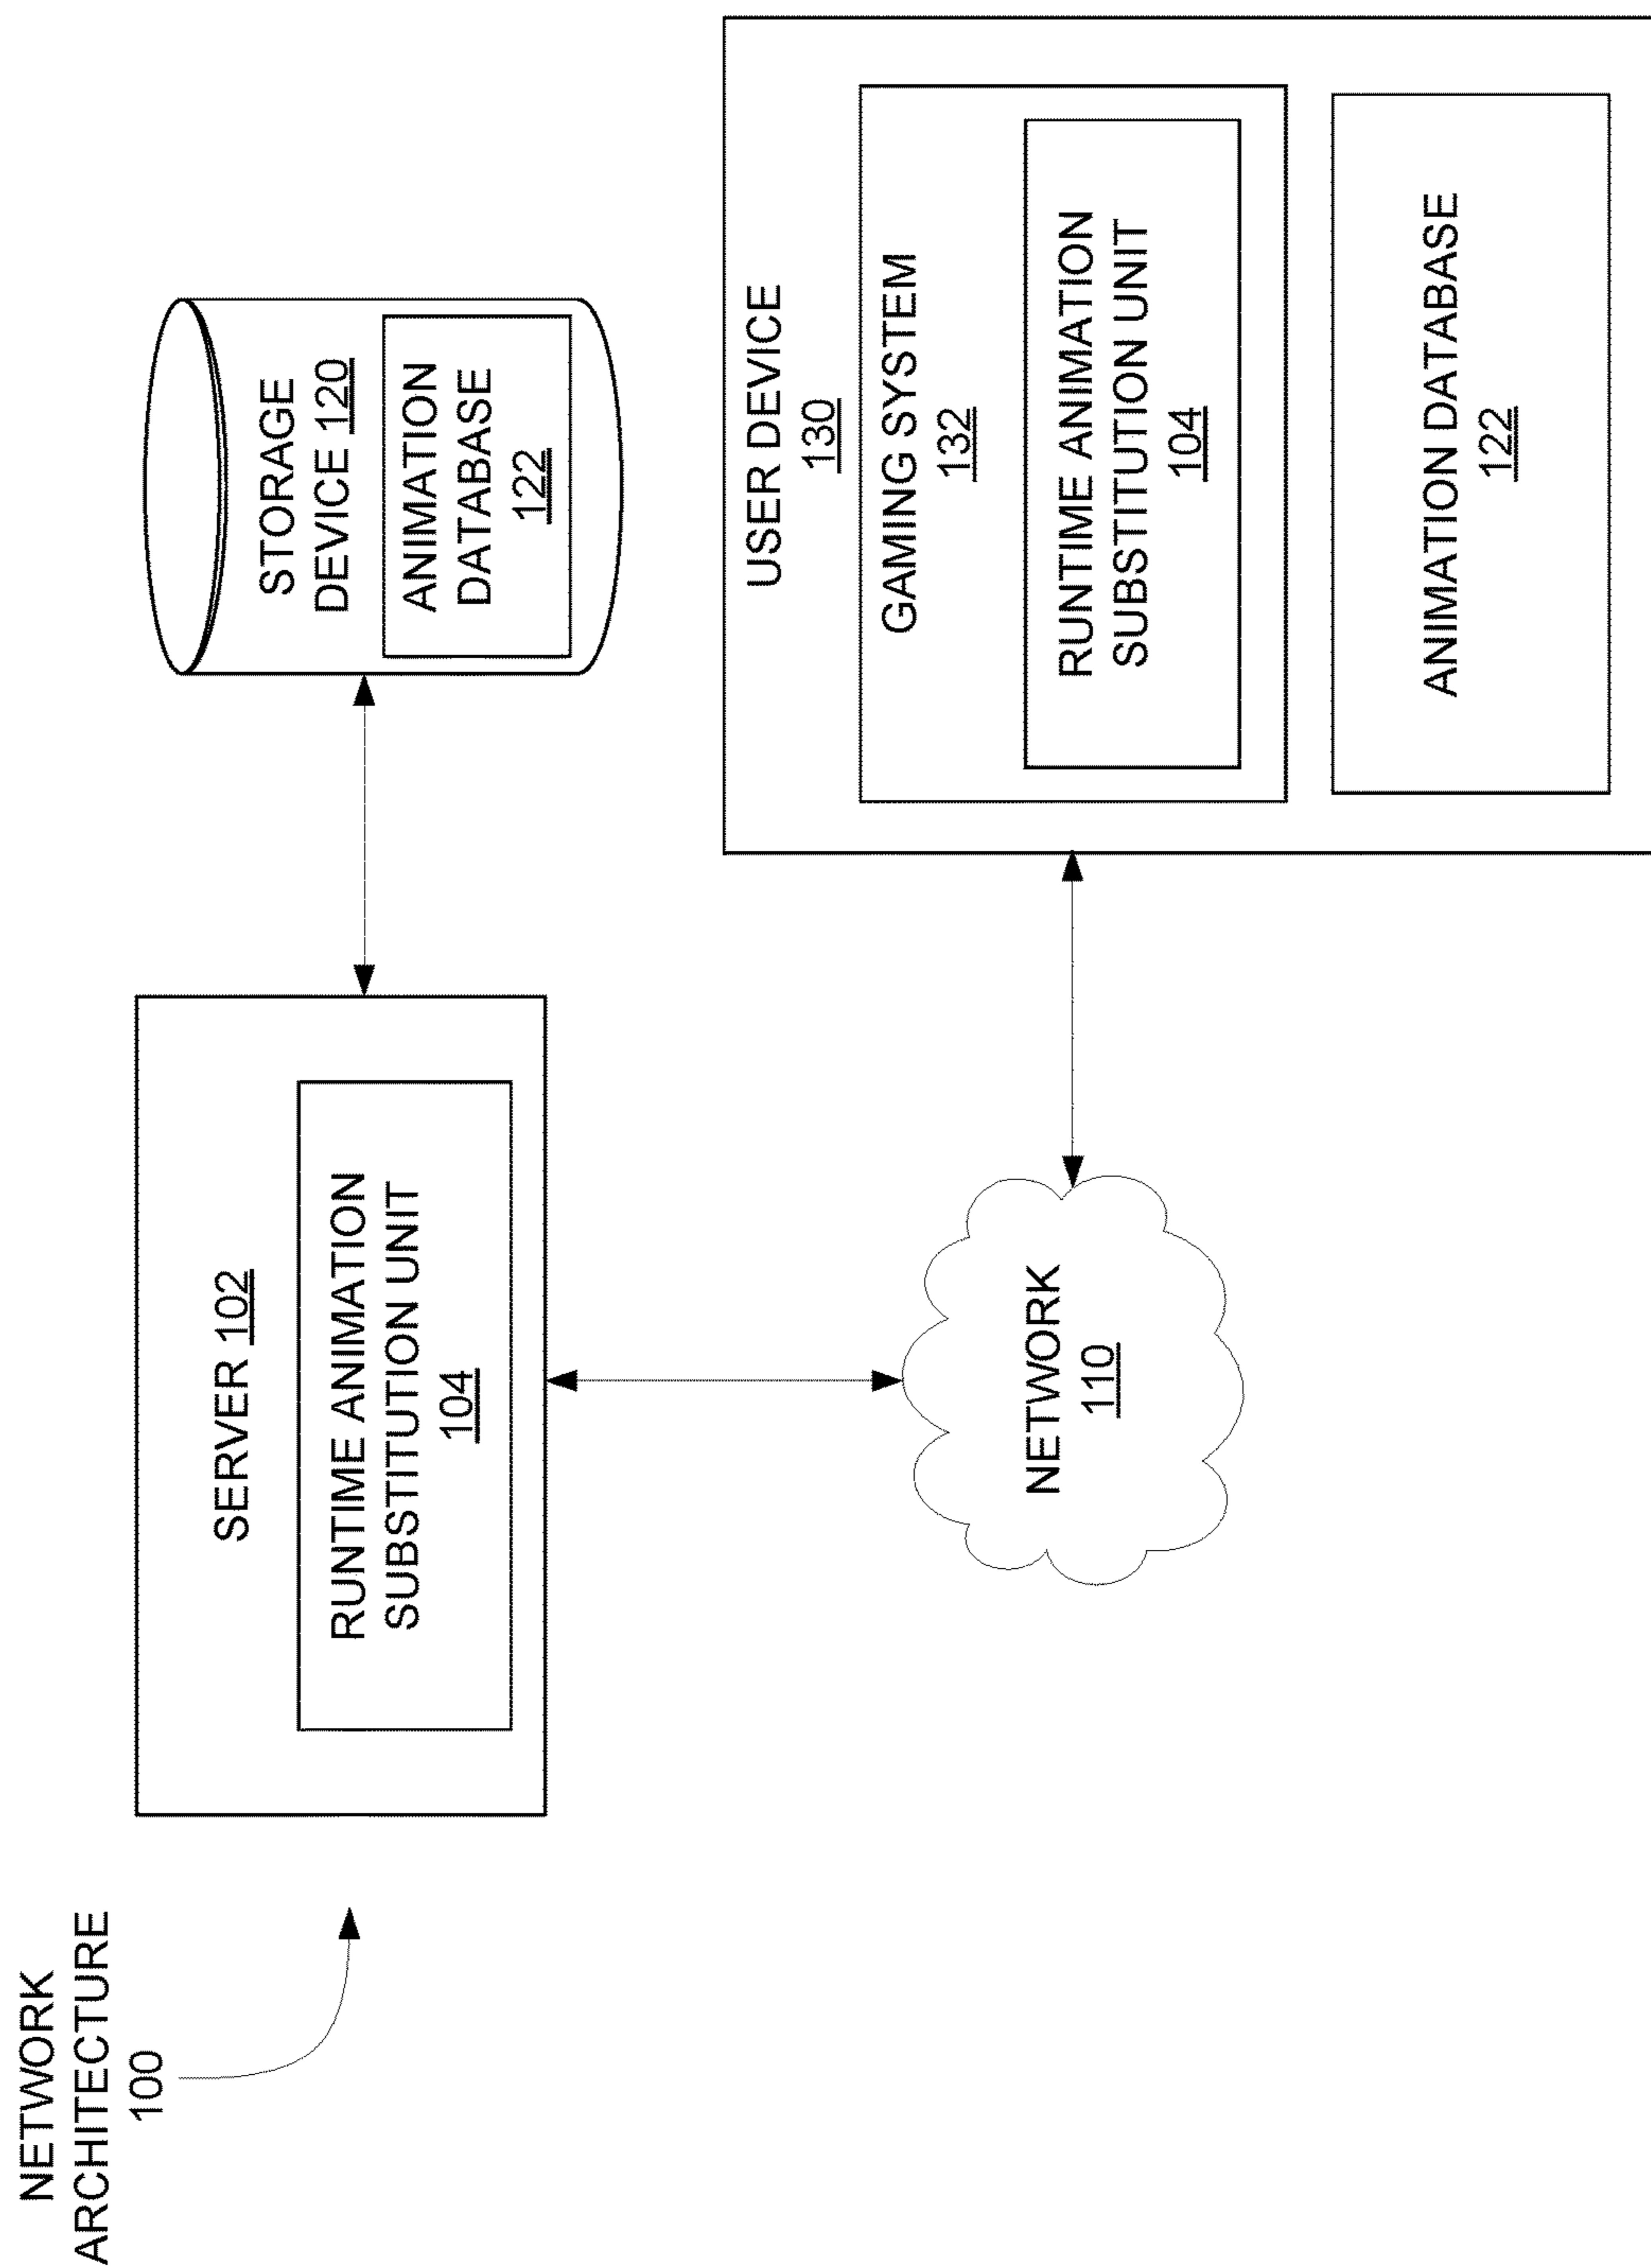 NETWORK
ARCHITECTURE
100
SERVER 102
RUNTIME ANIMATION
SUBSTITUTION UNIT
104
STORAGE
DEVICE 120
ANIMATION
DATABASE
122
NETWORK
110
USER DEVICE
130
GAMING SYSTEM
132
RUNTIME ANIMATION
SUBSTITUTION UNIT
104
ANIMATION DATABASE
122